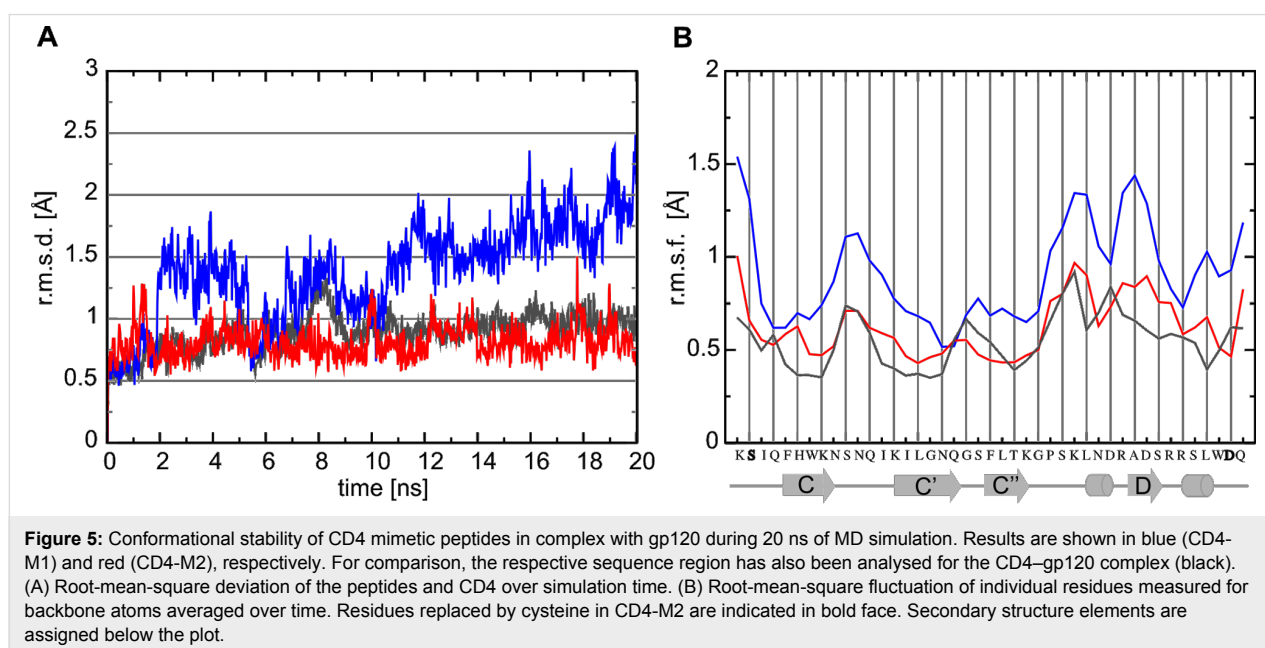 A
B
3
2.5
2
1.5
1
0.5
0
r.m.s.d. [Å]
0 2 4 6 8 10 12 14 16 18 20
time [ns]
2
1.5
1
0.5
0
r.m.s.f. [Å]
K S I Q F H W K N S N Q I K I L G N Q G S F L T K G P S K L N D R A D S R R S L W D Q
C C' C'' D
Figure 5: Conformational stability of CD4 mimetic peptides in complex with gp120 during 20 ns of MD simulation. Results are shown in blue (CD4-
M1) and red (CD4-M2), respectively. For comparison, the respective sequence region has also been analysed for the CD4–gp120 complex (black).
(A) Root-mean-square deviation of the peptides and CD4 over simulation time. (B) Root-mean-square fluctuation of individual residues measured for
backbone atoms averaged over time. Residues replaced by cysteine in CD4-M2 are indicated in bold face. Secondary structure elements are
assigned below the plot.